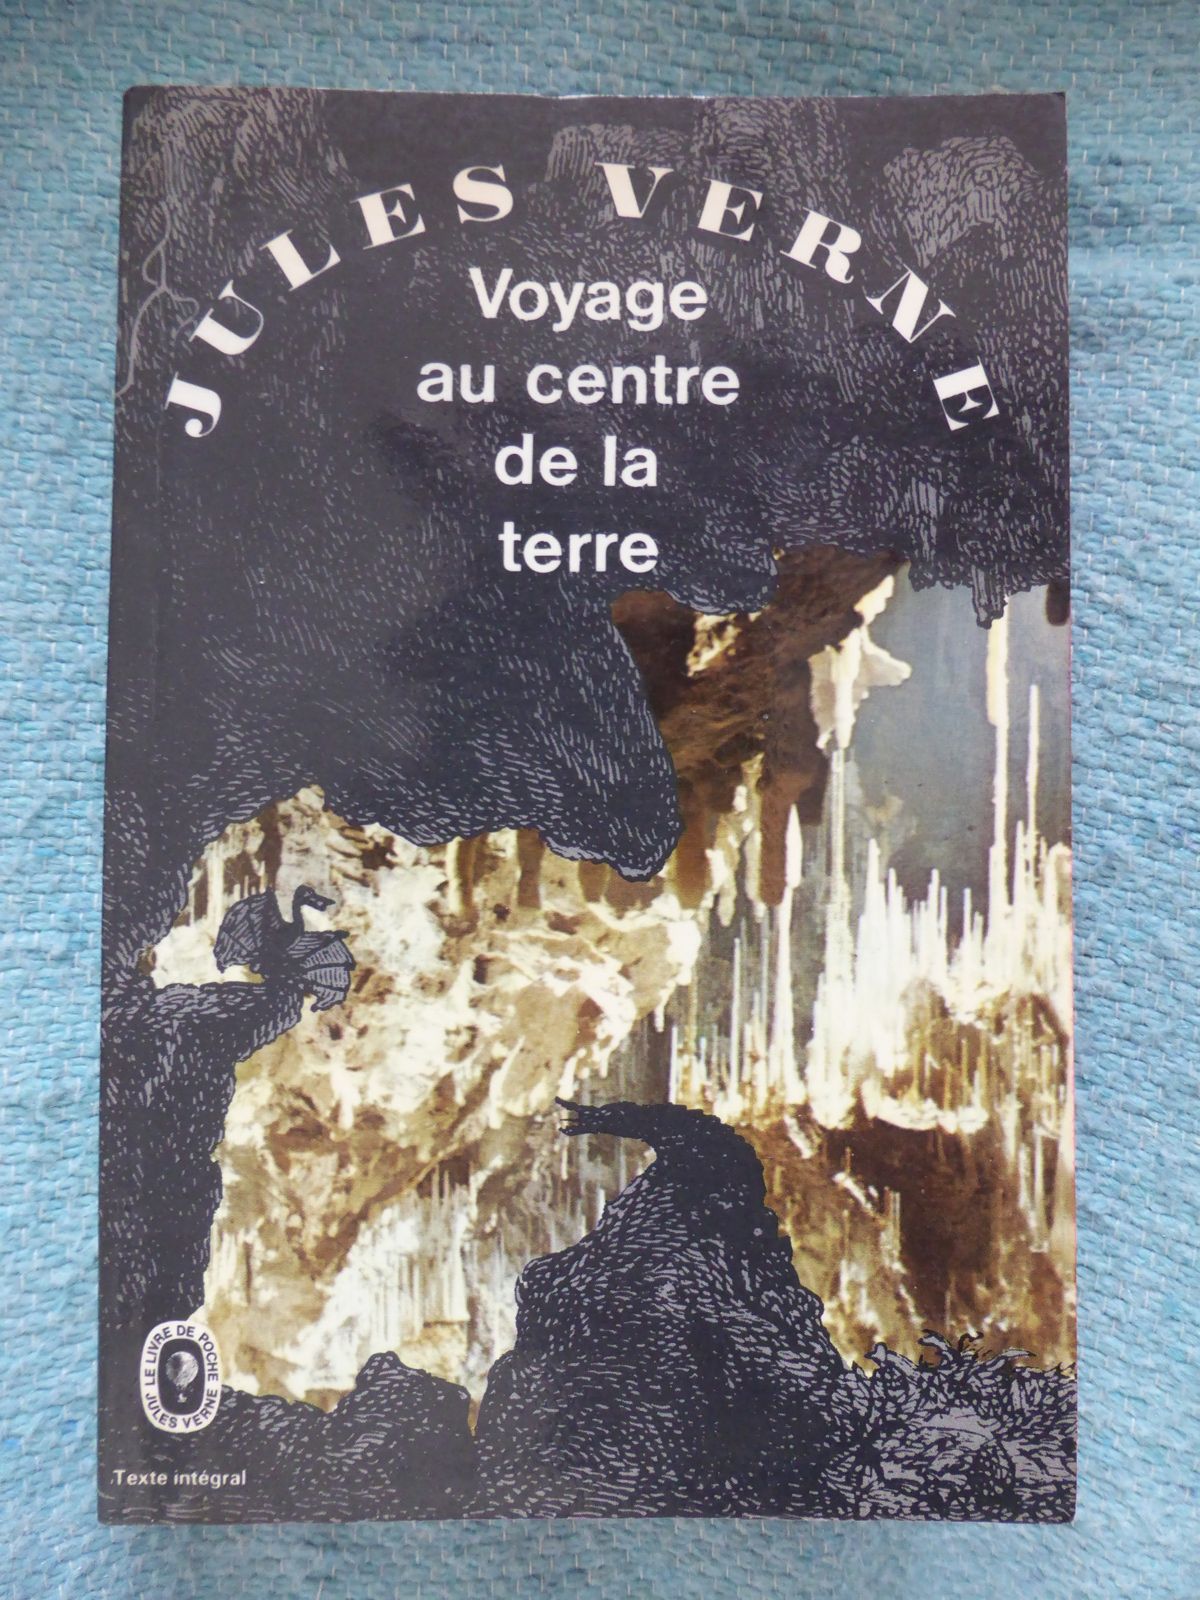 JULES VERNE
Voyage
au centre
de la
terre
LE LIVRE DE POCHE
JULES VERNE
Texte intégral